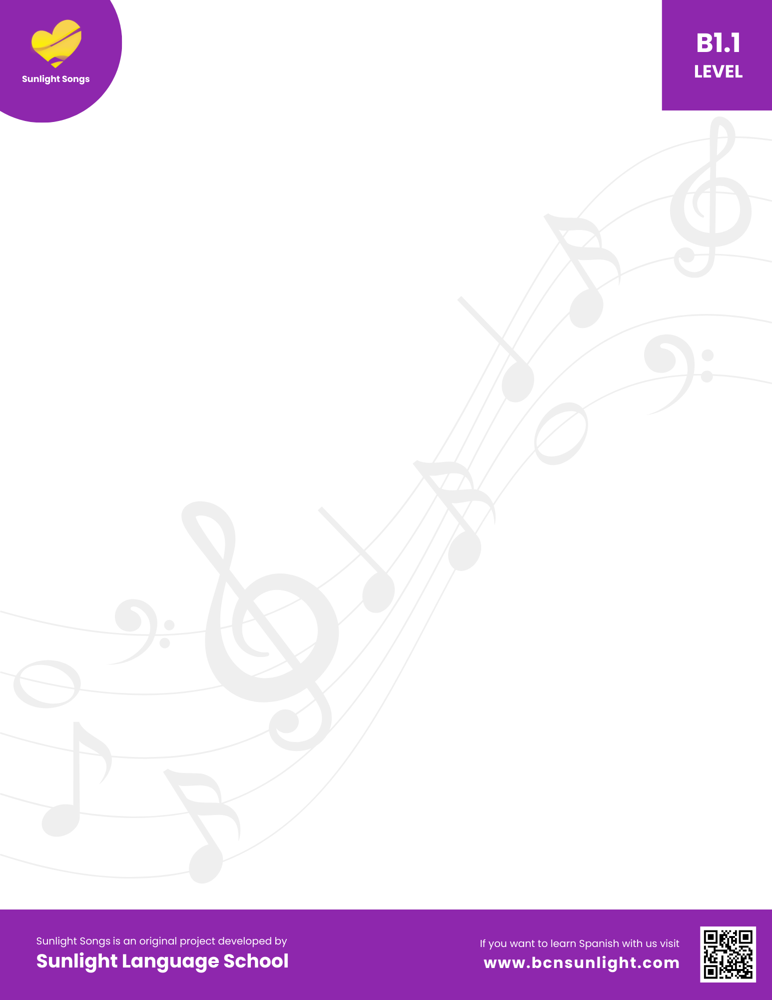 Sunlight Songs
B1.1
LEVEL
Sunlight Songs is an original project developed by
Sunlight Language School
If you want to learn Spanish with us visit
www.bcnsunlight.com